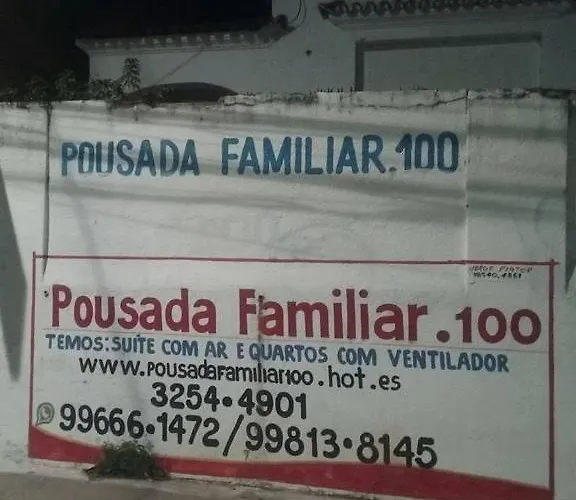 POUSADA FAMILIAR.100
Pousada Familiar.100
TEMOS: SUÍTE COM AR E QUARTOS COM VENTILADOR
www.pousadafamiliar100.hot.es
3254.4901
99666.1472/99813.8145